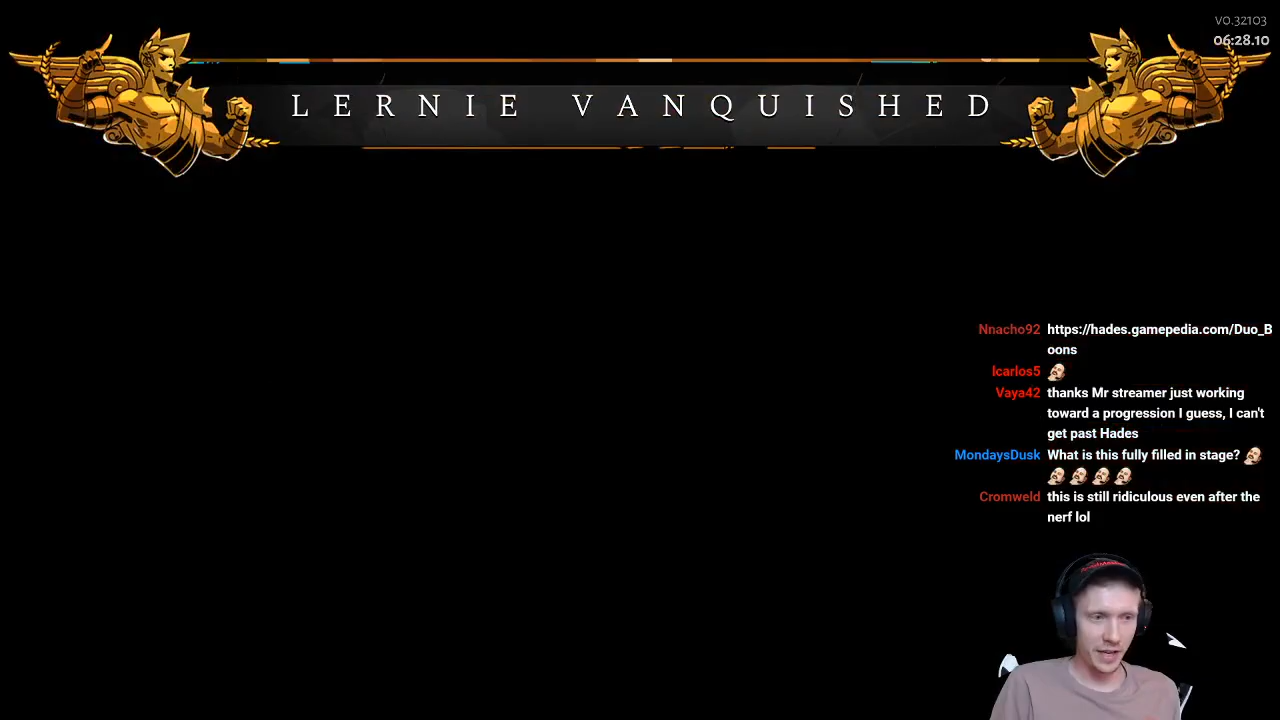 V0.32103
06:28.10
LERNIE VANQUISHED
Nnacho92 https://hades.gamepedia.com/Duo_B
oons
Icarlos5
Vaya42 thanks Mr streamer just working
toward a progression I guess, I can't
get past Hades
MondaysDusk What is this fully filled in stage?
Cromweld this is still ridiculous even after the
nerf lol